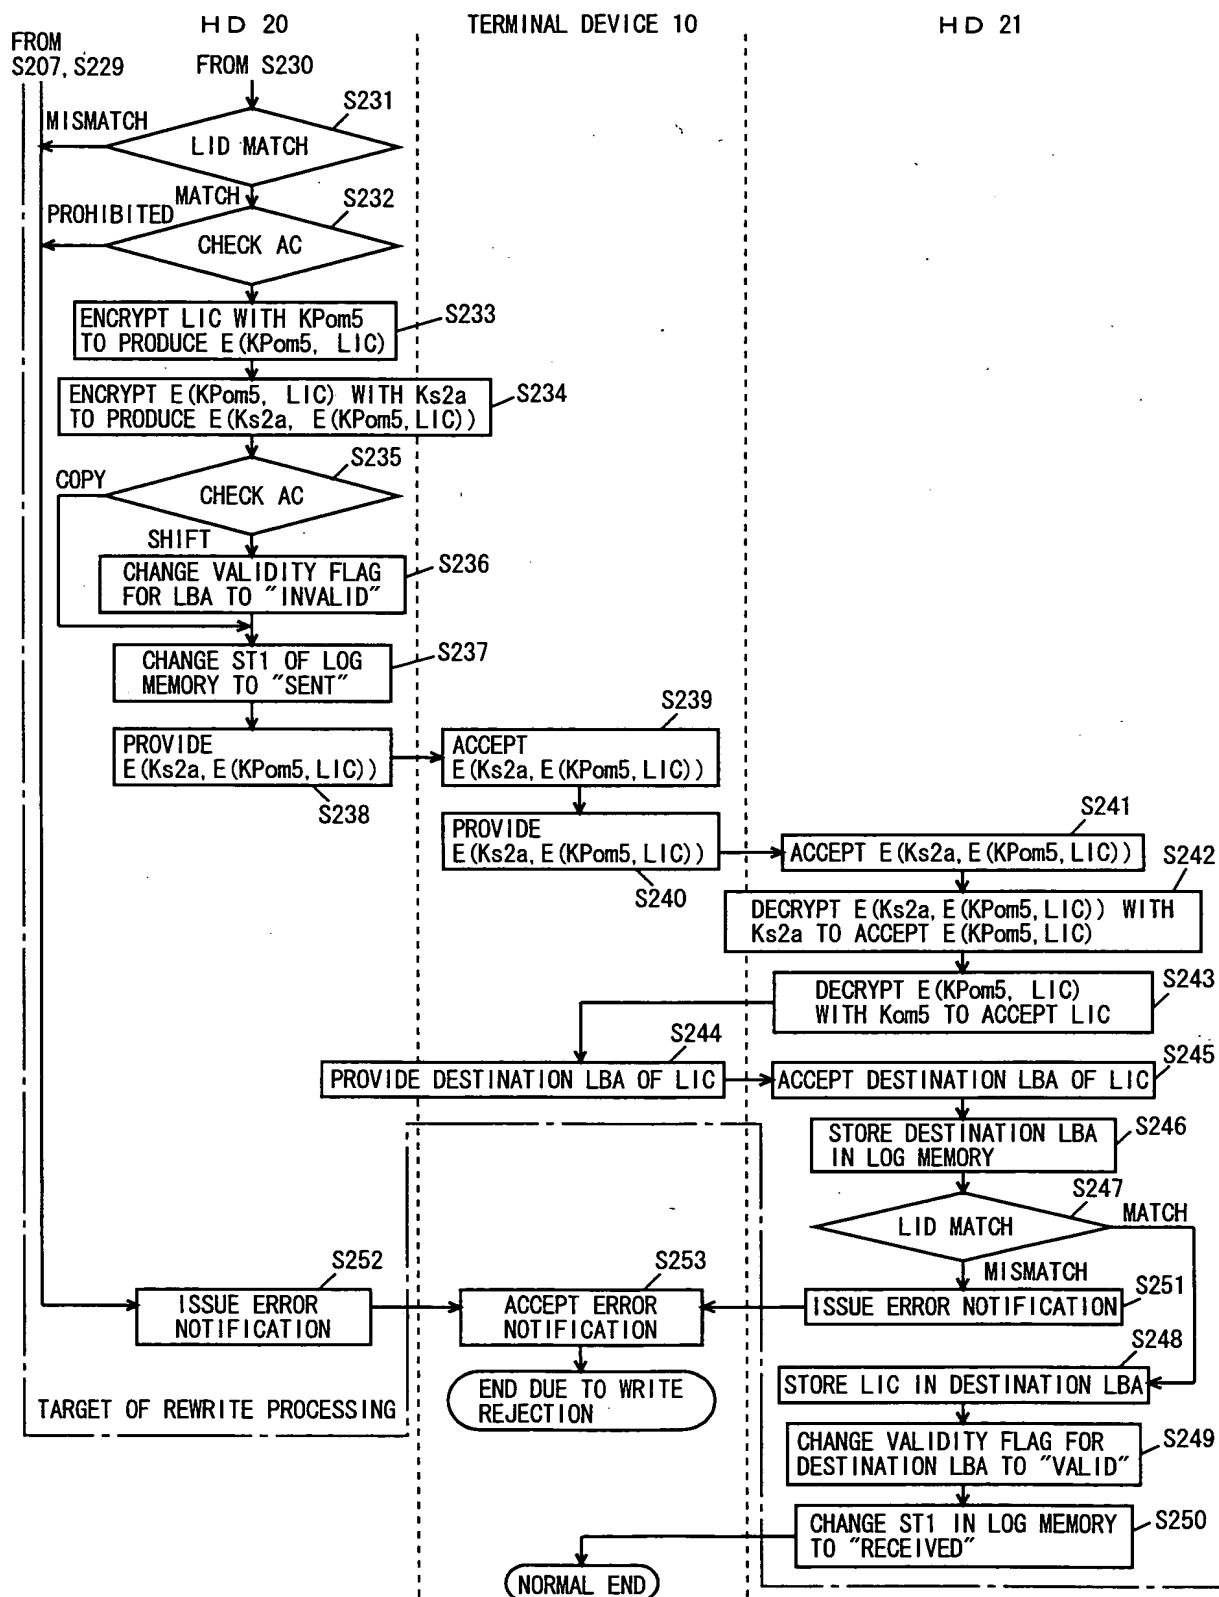 HD 20
TERMINAL DEVICE 10
HD 21
FROM
S207, S229
FROM S230
S231
MISMATCH
LID MATCH
MATCH
S232
PROHIBITED
CHECK AC
ENCRYPT LIC WITH KPom5
TO PRODUCE E(KPom5, LIC)
S233
ENCRYPT E(KPom5, LIC) WITH Ks2a
TO PRODUCE E(Ks2a, E(KPom5,LIC))
S234
S235
COPY
CHECK AC
SHIFT
CHANGE VALIDITY FLAG
FOR LBA TO "INVALID"
S236
CHANGE ST1 OF LOG
MEMORY TO "SENT"
S237
PROVIDE
E(Ks2a,E(KPom5,LIC))
S238
S239
ACCEPT
E(Ks2a,E(KPom5,LIC))
PROVIDE
E(Ks2a,E(KPom5,LIC))
S240
S241
ACCEPT E(Ks2a,E(KPom5,LIC))
S242
DECRYPT E(Ks2a,E(KPom5,LIC)) WITH
Ks2a TO ACCEPT E(KPom5,LIC)
S243
DECRYPT E(KPom5, LIC)
WITH Kom5 TO ACCEPT LIC
S244
PROVIDE DESTINATION LBA OF LIC
S245
ACCEPT DESTINATION LBA OF LIC
STORE DESTINATION LBA
IN LOG MEMORY
S246
S247
LID MATCH
MATCH
MISMATCH
S252
ISSUE ERROR
NOTIFICATION
S253
ACCEPT ERROR
NOTIFICATION
ISSUE ERROR NOTIFICATION
S251
END DUE TO WRITE
REJECTION
S248
STORE LIC IN DESTINATION LBA
TARGET OF REWRITE PROCESSING
CHANGE VALIDITY FLAG FOR
DESTINATION LBA TO "VALID"
S249
CHANGE ST1 IN LOG MEMORY
TO "RECEIVED"
S250
NORMAL END